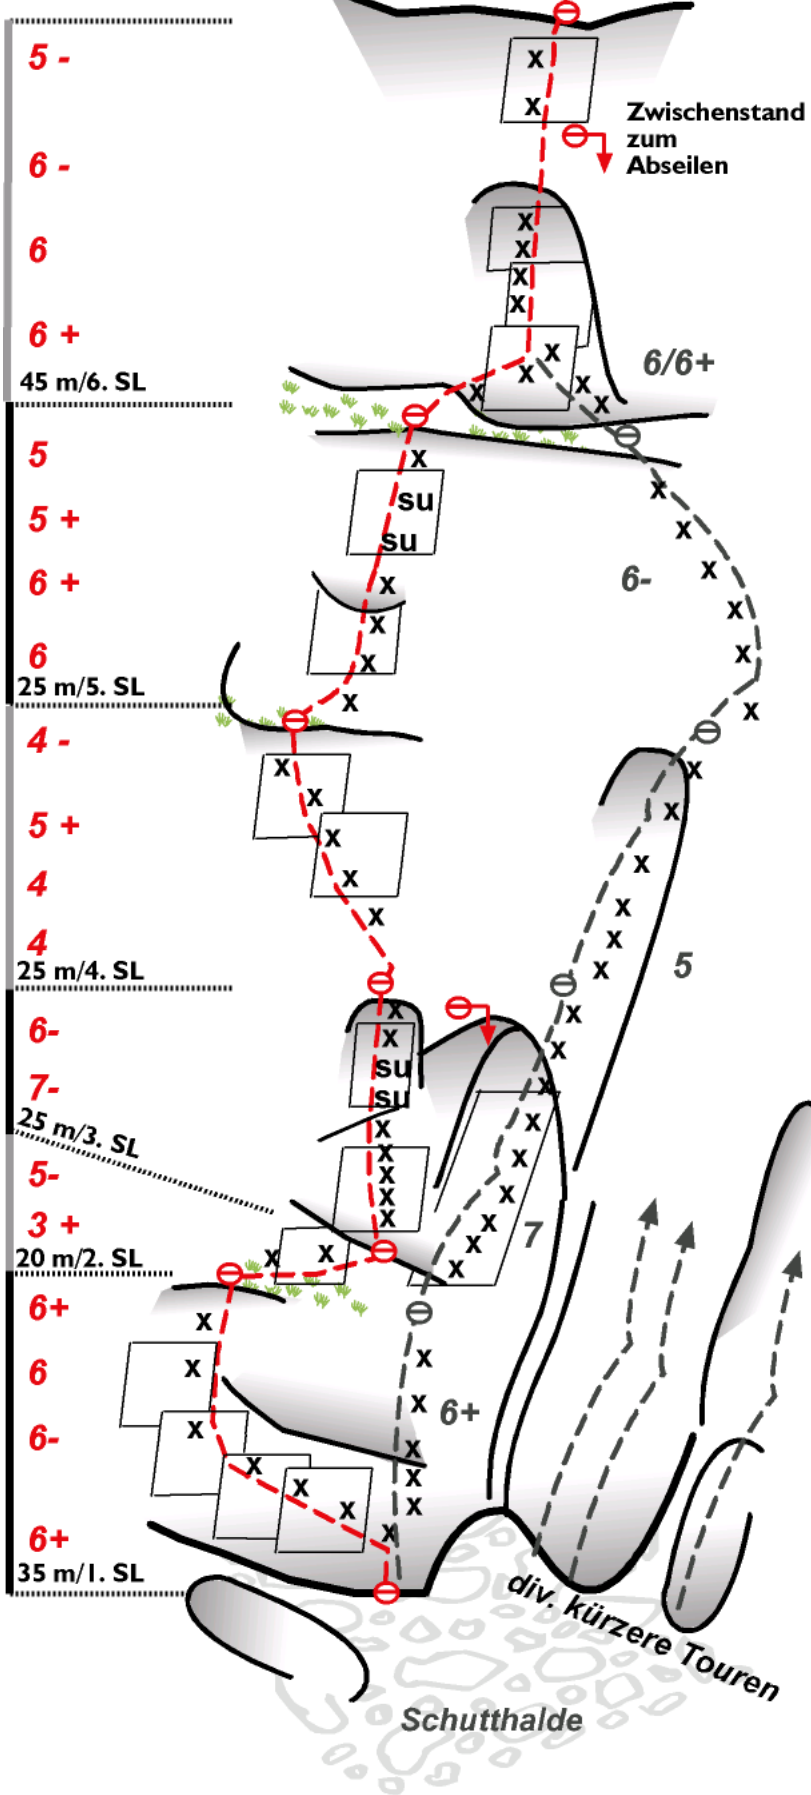 5 -
Zwischenstand
zum
Abseilen
6 -
6
6 +
6/6+
45 m/6. SL
5
su
5 +
su
6 +
6-
6
25 m/5. SL
4 -
5 +
4
4
5
25 m/4. SL
6-
su
7-
su
25 m/3. SL
5-
3 +
7
20 m/2. SL
6+
6
6+
6-
6+
35 m/1. SL
div. kürzere Touren
Schutthalde